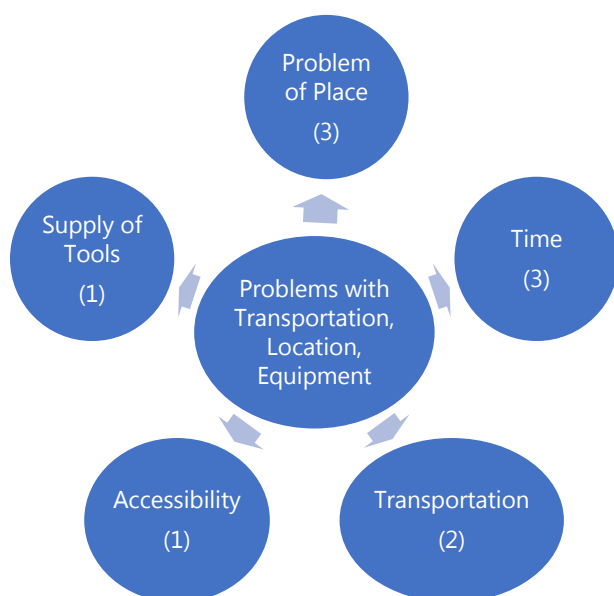 Problem
of Place
(3)
Supply of
Tools
(1)
Time
(3)
Problems with
Transportation,
Location,
Equipment
Accessibility
(1)
Transportation
(2)